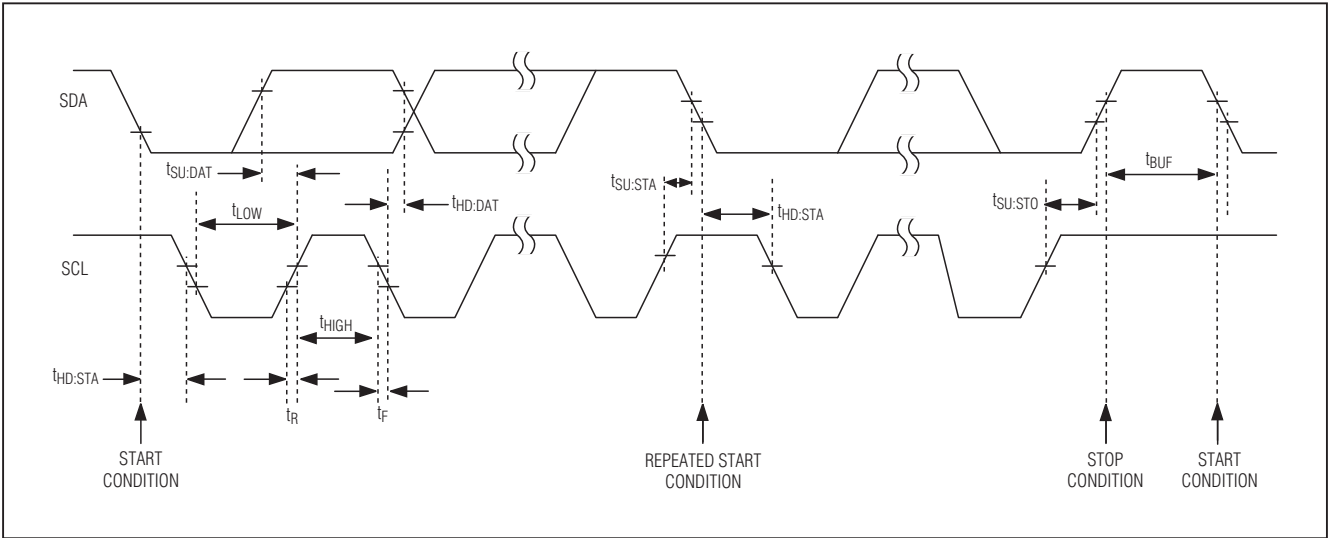 SDA
tSU:DAT
tLOW
tHD:DAT
tSU:STA
tHD:STA
tSU:STO
tBUF
SCL
tHIGH
tHD:STA
tR
tF
START
CONDITION
REPEATED START
CONDITION
STOP
CONDITION
START
CONDITION